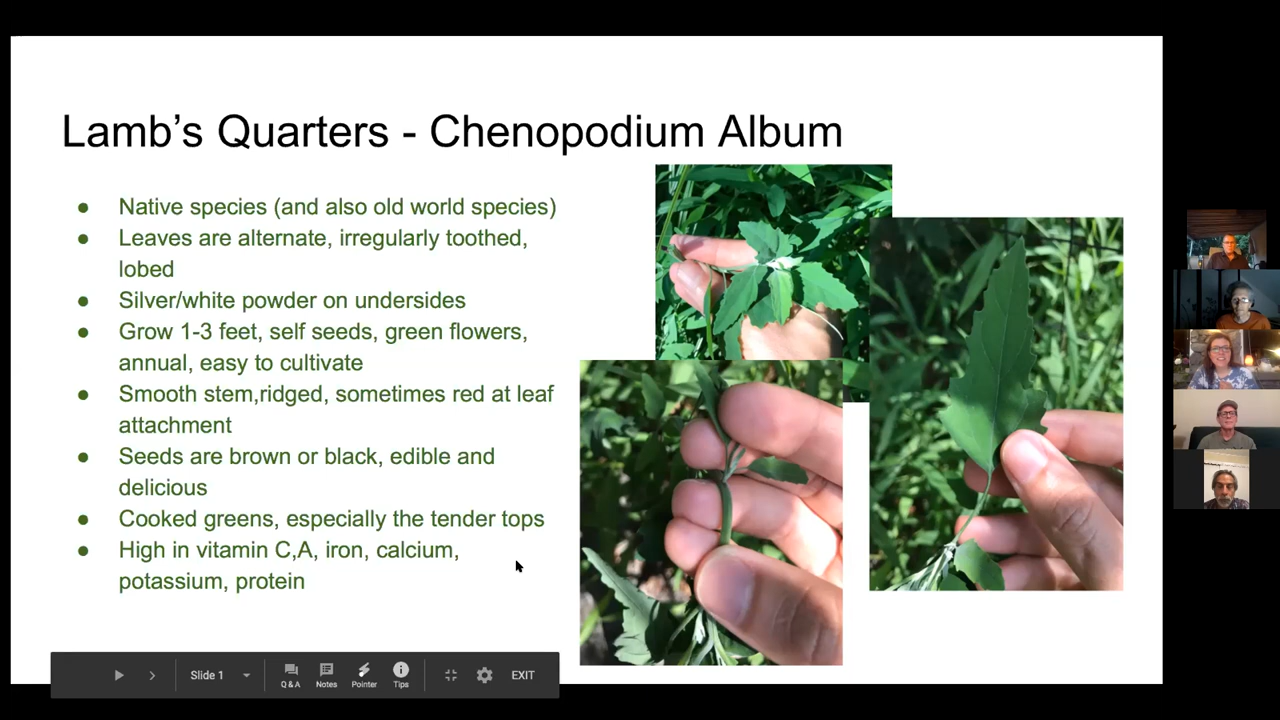 Lamb's Quarters - Chenopodium Album
● Native species (and also old world species)
● Leaves are alternate, irregularly toothed,
lobed
● Silver/white powder on undersides
● Grow 1-3 feet, self seeds, green flowers,
annual, easy to cultivate
● Smooth stem,ridged, sometimes red at leaf
attachment
● Seeds are brown or black, edible and
delicious
● Cooked greens, especially the tender tops
● High in vitamin C,A, iron, calcium,
potassium, protein
Slide 1
Q & A
Notes
Pointer
Tips
EXIT